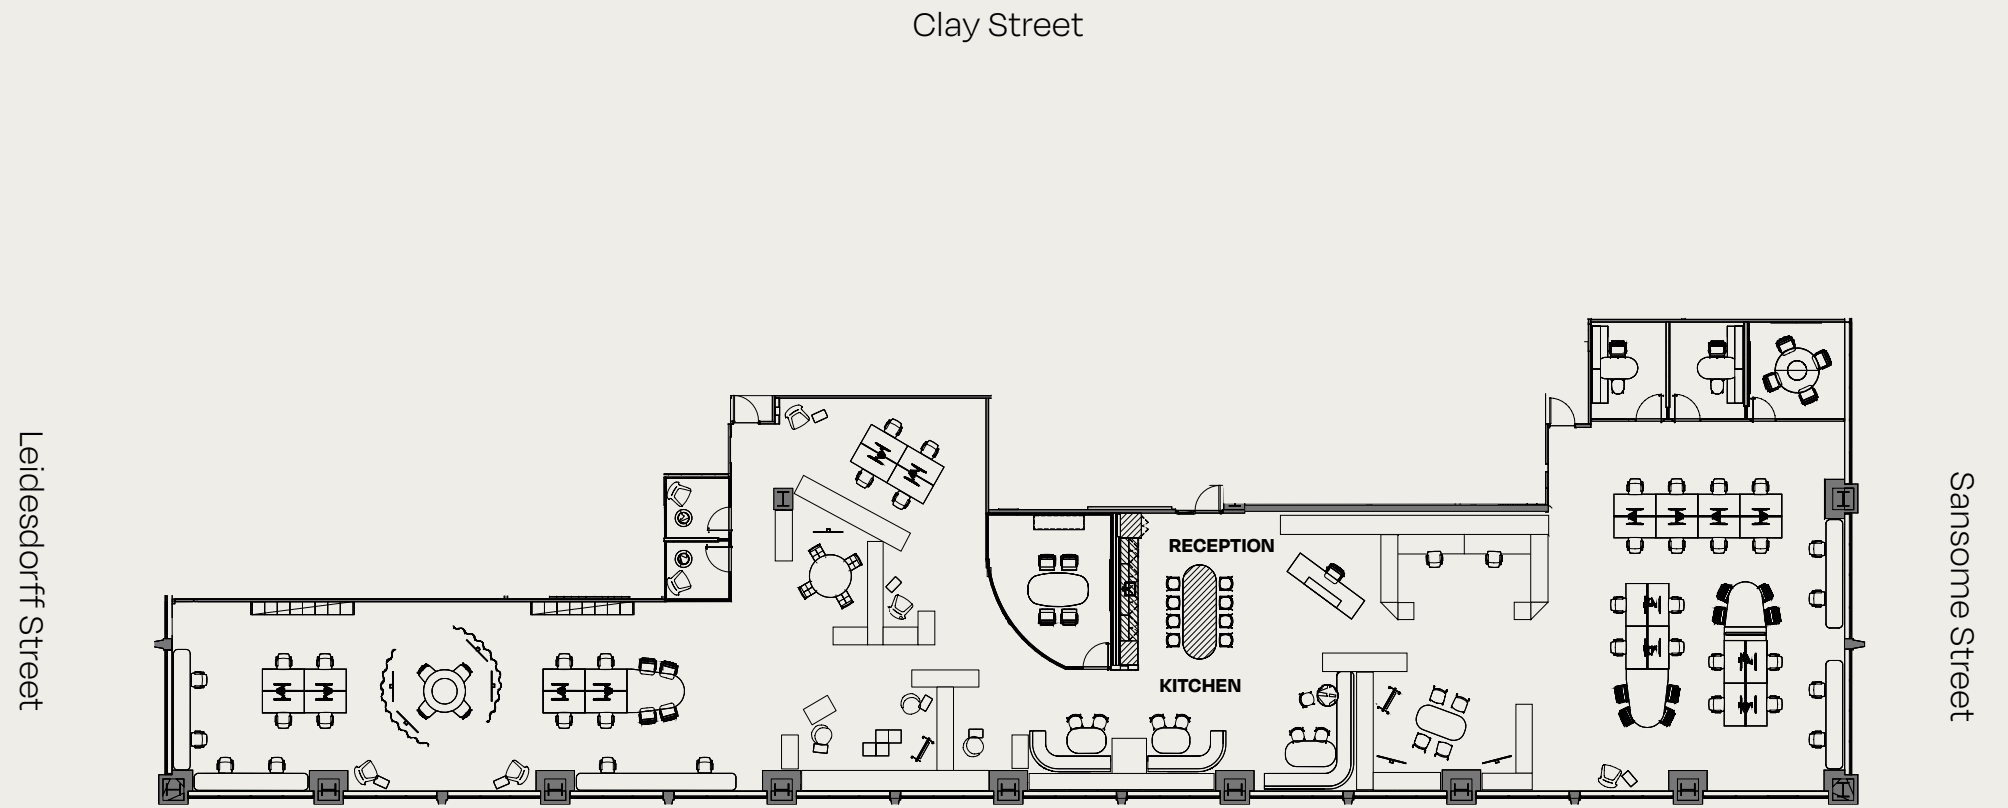 Clay Street
Leidesdorff Street
Sansome Street
RECEPTION
KITCHEN